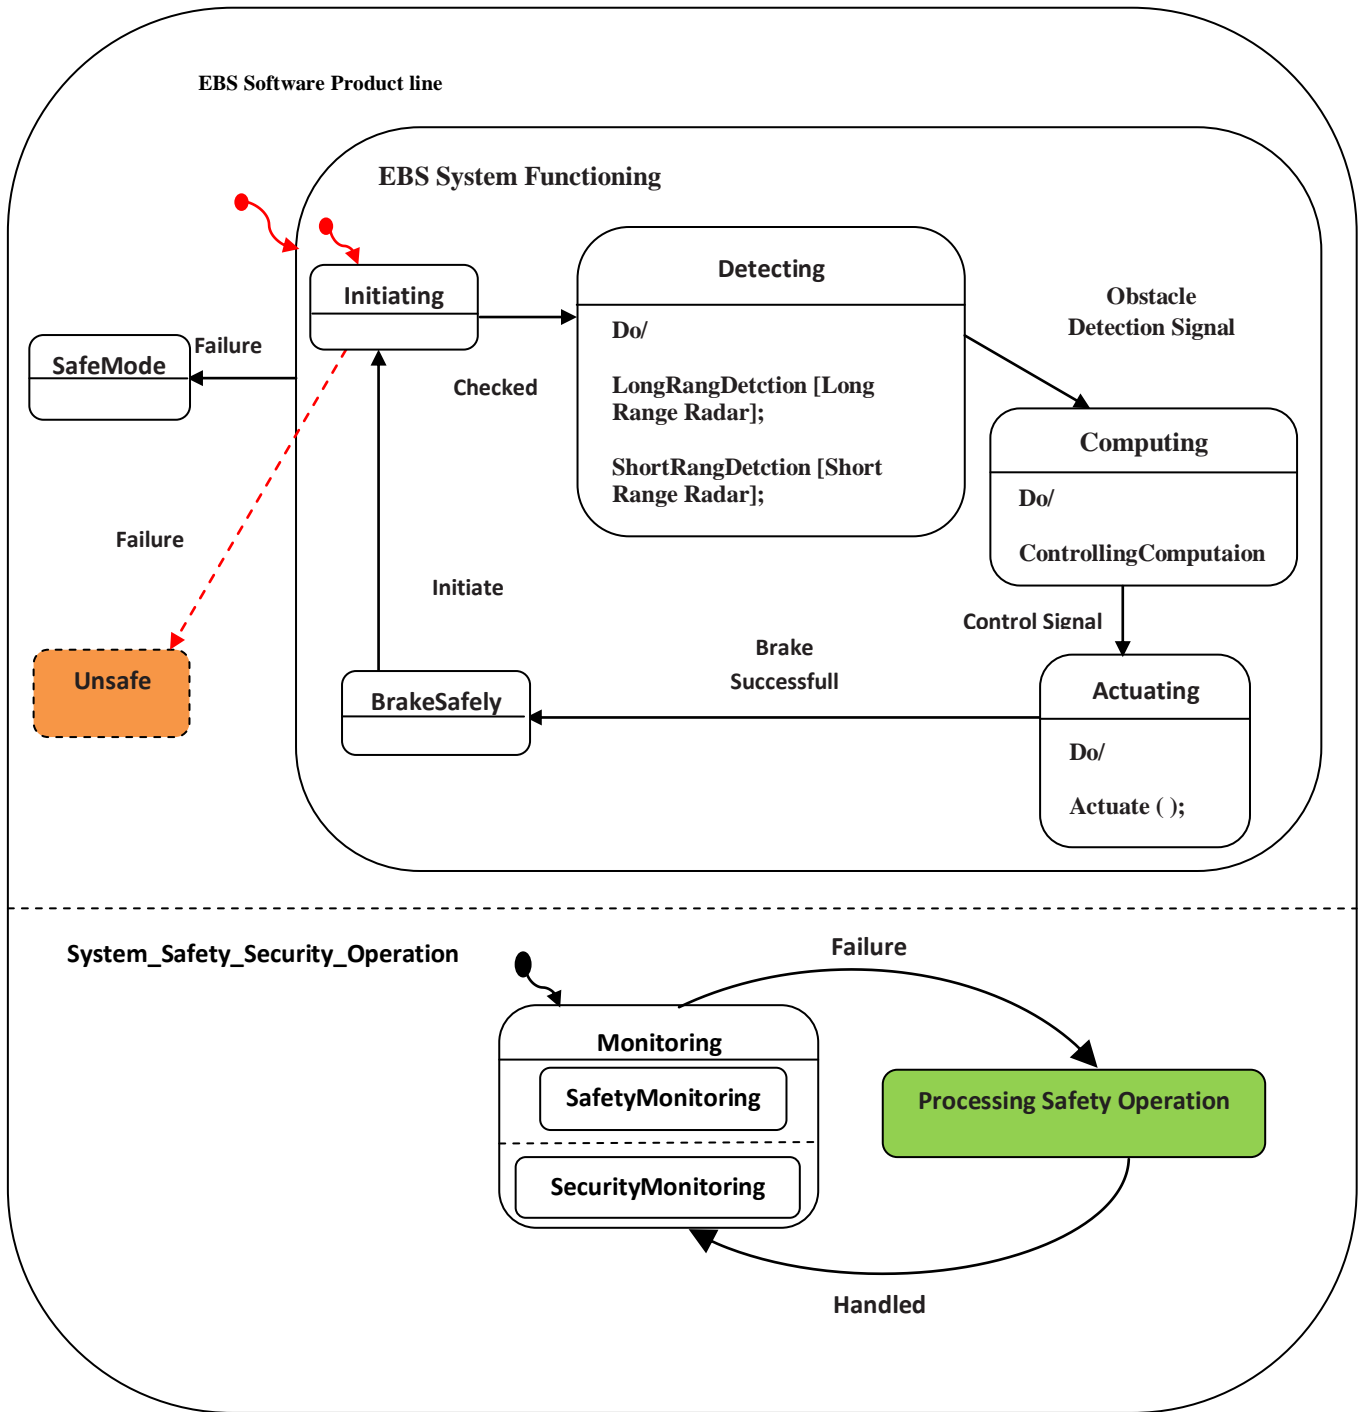 EBS Software Product line
EBS System Functioning
Initiating
Detecting
Do/
LongRangDetction [Long
Range Radar];
ShortRangDetction [Short
Range Radar];
Obstacle
Detection Signal
SafeMode
Failure
Checked
Computing
Do/
ControllingComputaion
Failure
Initiate
Control Signal
Brake
Successfull
Unsafe
BrakeSafely
Actuating
Do/
Actuate ( );
System_Safety_Security_Operation
Failure
Monitoring
SafetyMonitoring
SecurityMonitoring
Processing Safety Operation
Handled